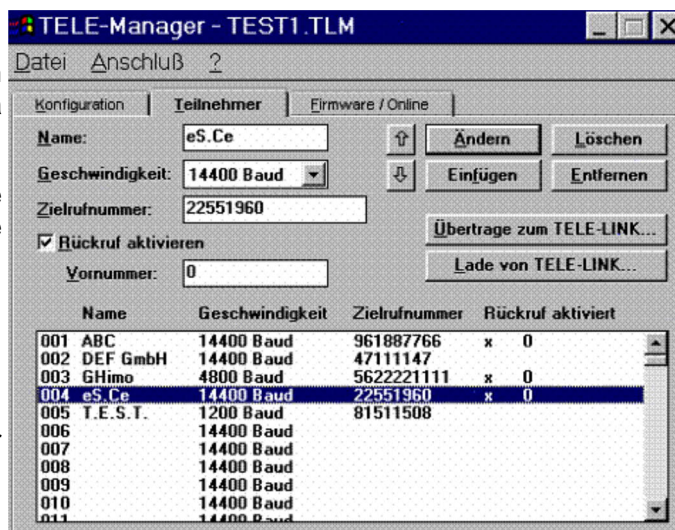 TELE-Manager - TEST1.TLM
Datei Anschluß ?
Konfiguration Teilnehmer Firmware / Online
Name: eS.Ce Ändern Löschen
Geschwindigkeit: 14400 Baud Einfügen Entfernen
Zielrufnummer: 22551960
Übertrage zum TELE-LINK...
Rückruf aktivieren
Lade von TELE-LINK...
Vornummer: 0
Name Geschwindigkeit Zielrufnummer Rückruf aktiviert
001 ABC 14400 Baud 961887766 x 0
002 DEF GmbH 14400 Baud 47111147
003 GHimo 4800 Baud 5622221111 x 0
004 eS.Ce 14400 Baud 22551960 x 0
005 T.E.S.T. 1200 Baud 81511508
006 14400 Baud
007 14400 Baud
008 14400 Baud
009 14400 Baud
010 14400 Baud
011 14400 Baud